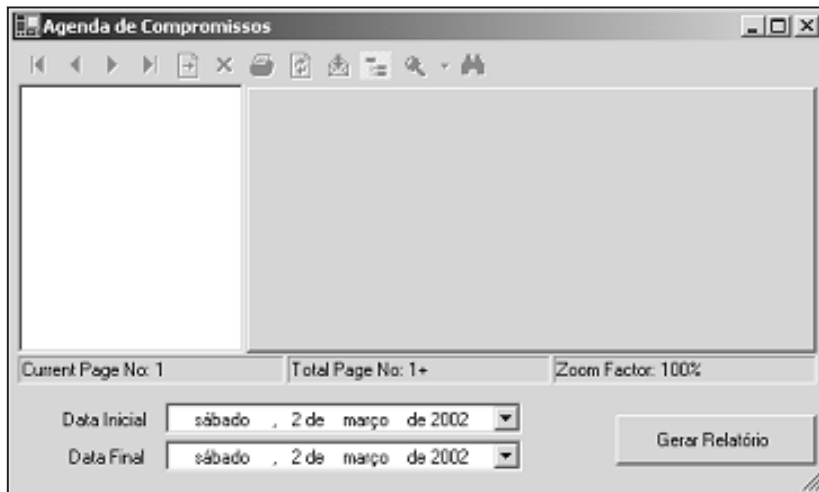 Agenda de Compromissos
Current Page No: 1 Total Page No: 1+ Zoom Factor: 100%
Data Inicial sábado , 2 de março de 2002
Data Final sábado , 2 de março de 2002
Gerar Relatório